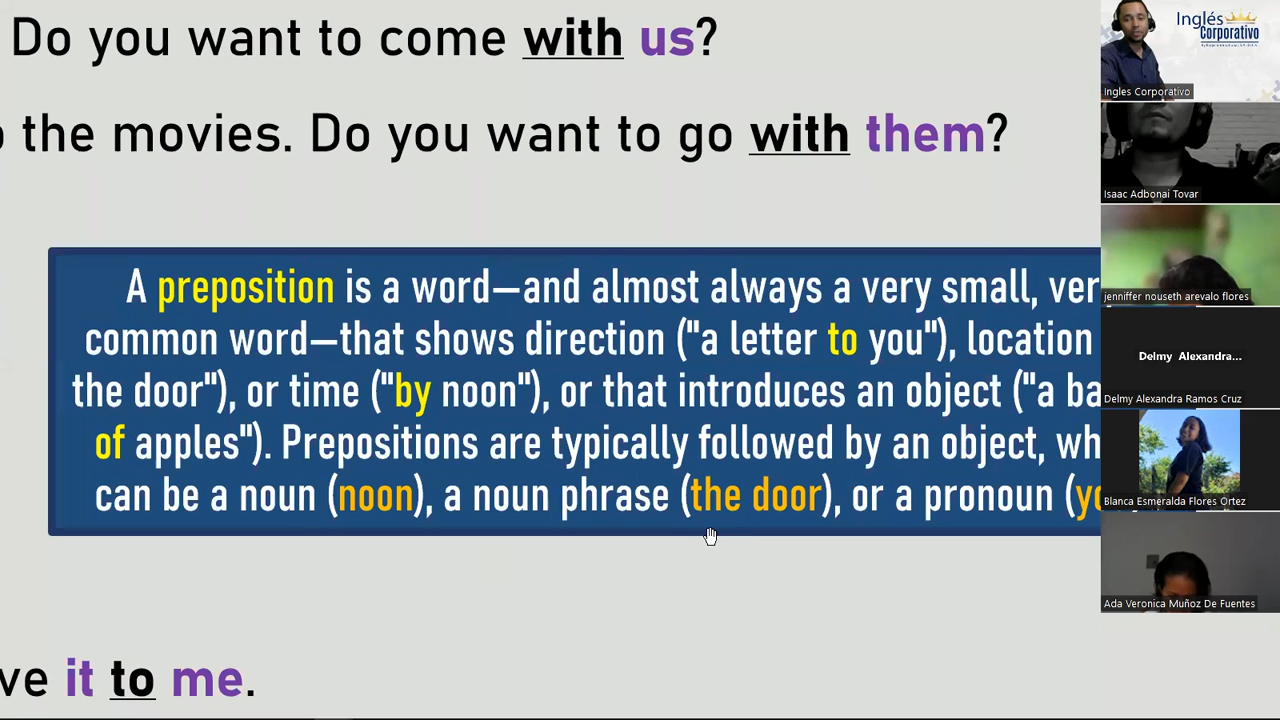 Do you want to come with us?
the movies. Do you want to go with them?
A preposition is a word—and almost always a very small, ver
common word—that shows direction ("a letter to you"), location
the door"), or time ("by noon"), or that introduces an object ("a ba
of apples"). Prepositions are typically followed by an object, wh
can be a noun (noon), a noun phrase (the door), or a pronoun (yo
ve it to me.
Inglés
Corporativo
Ingles Corporativo
Isaac Adbonai Tovar
jenniffer nouseth arevalo flores
Delmy Alexandra...
Delmy Alexandra Ramos Cruz
Blanca Esmeralda Flores Ortez
Ada Veronica Muñoz De Fuentes